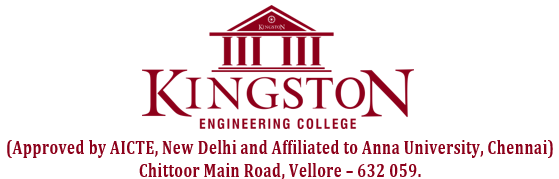 KINGSTON
KINGSTON
ENGINEERING COLLEGE
(Approved by AICTE, New Delhi and Affiliated to Anna University, Chennai)
Chittoor Main Road, Vellore – 632 059.